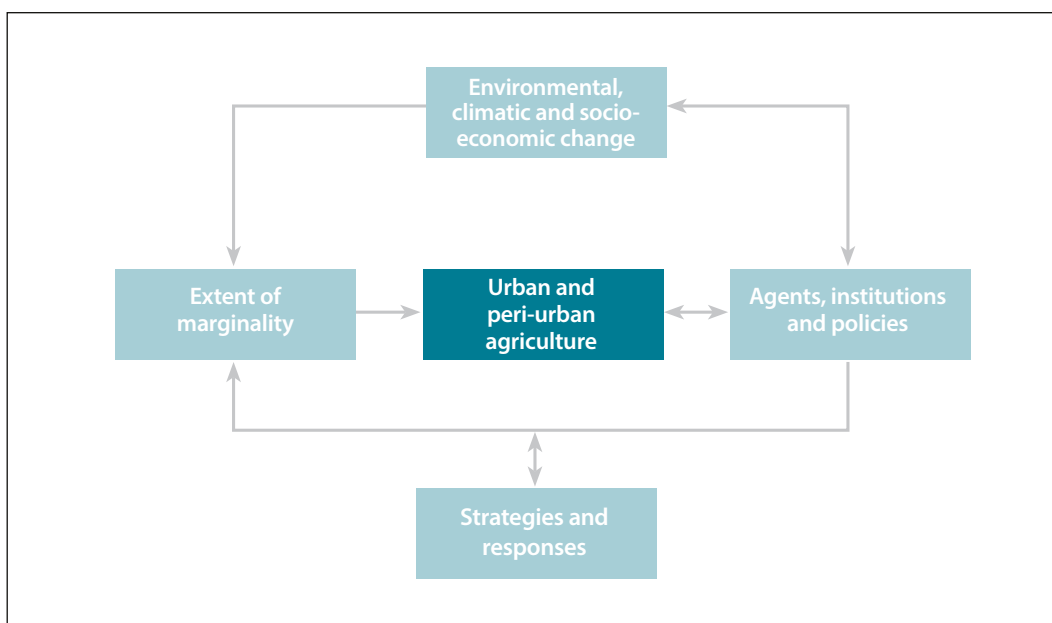 Environmental,
climatic and socio-
economic change
Extent of
marginality
Urban and
peri-urban
agriculture
Agents, institutions
and policies
Strategies and
responses